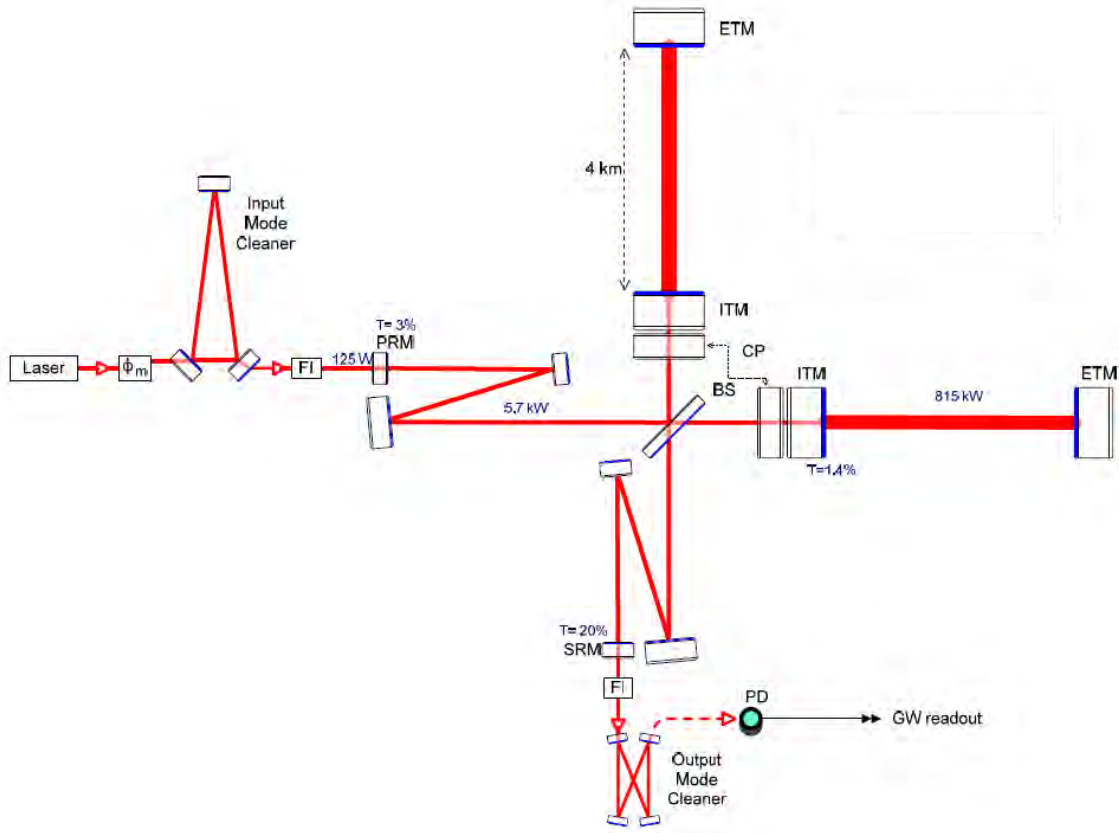 ETM
4 km
Input
Mode
Cleaner
ITM
T= 3%
PRM
CP
Laser
ϕm
FI
125 W
BS
ITM
ETM
5.7 kW
815 kW
T=1.4%
T= 20%
SRM
FI
PD
GW readout
Output
Mode
Cleaner